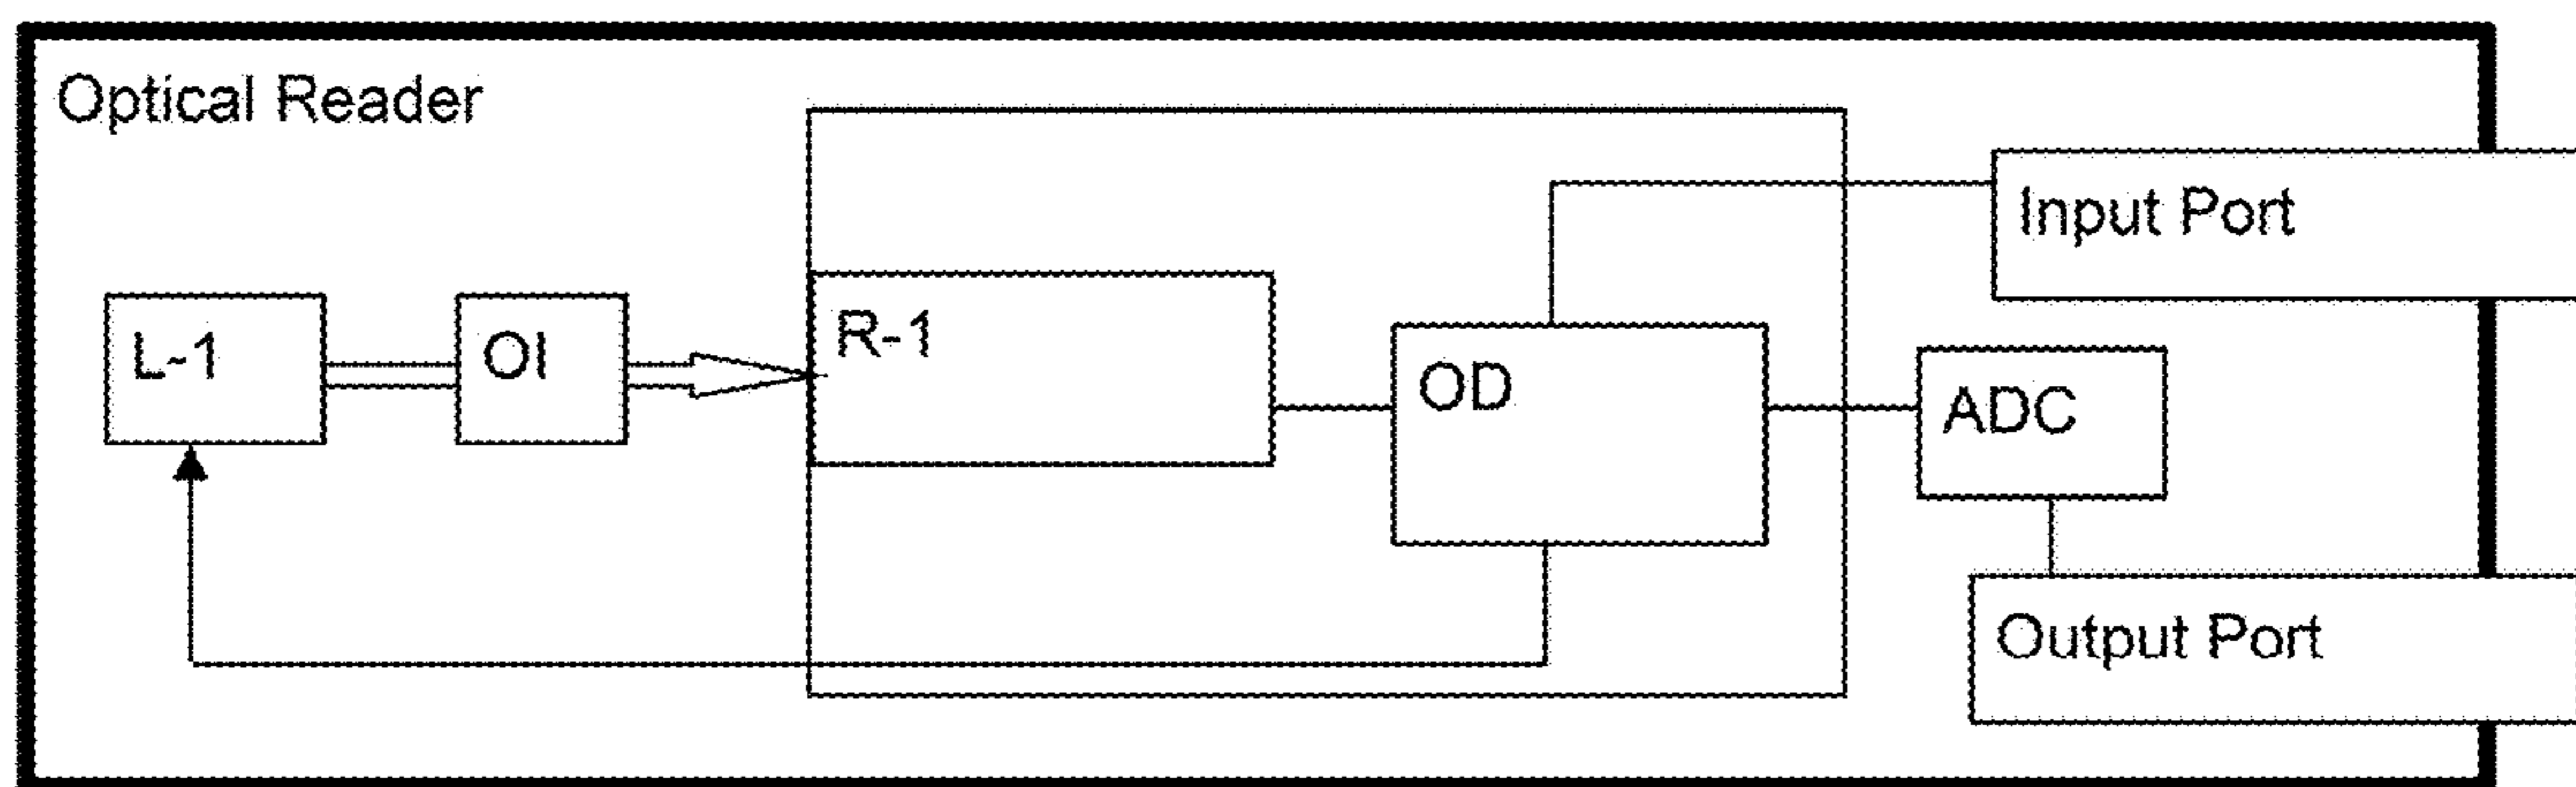 Optical Reader
Input Port
L-1
OI
R-1
OD
ADC
Output Port